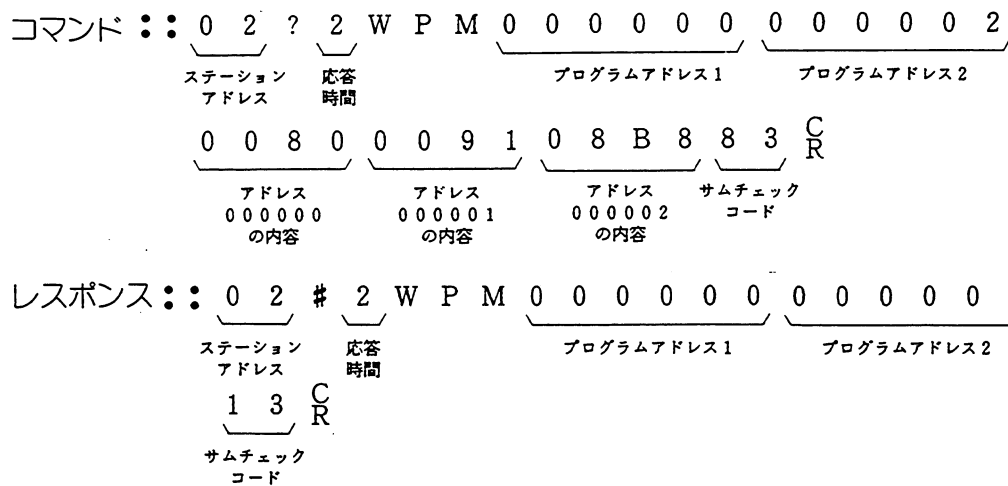 コマンド : : 0 2 ? 2 W P M 0 0 0 0 0 0 0 0 0 0 0 2
ステーション 応答 プログラムアドレス1 プログラムアドレス2
アドレス 時間
0 0 8 0 0 0 9 1 0 8 B 8 8 3 CR
アドレス アドレス アドレス サムチェック
000000 000001 000002 コード
の内容 の内容 の内容
レスポンス : : 0 2 # 2 W P M 0 0 0 0 0 0 0 0 0 0 0
ステーション 応答 プログラムアドレス1 プログラムアドレス2
アドレス 時間
1 3 CR
サムチェック
コード